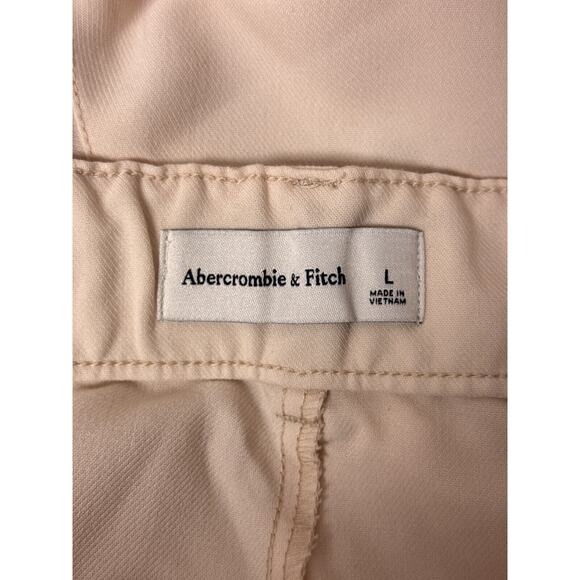 Abercrombie & Fitch L
MADE IN
VIETNAM